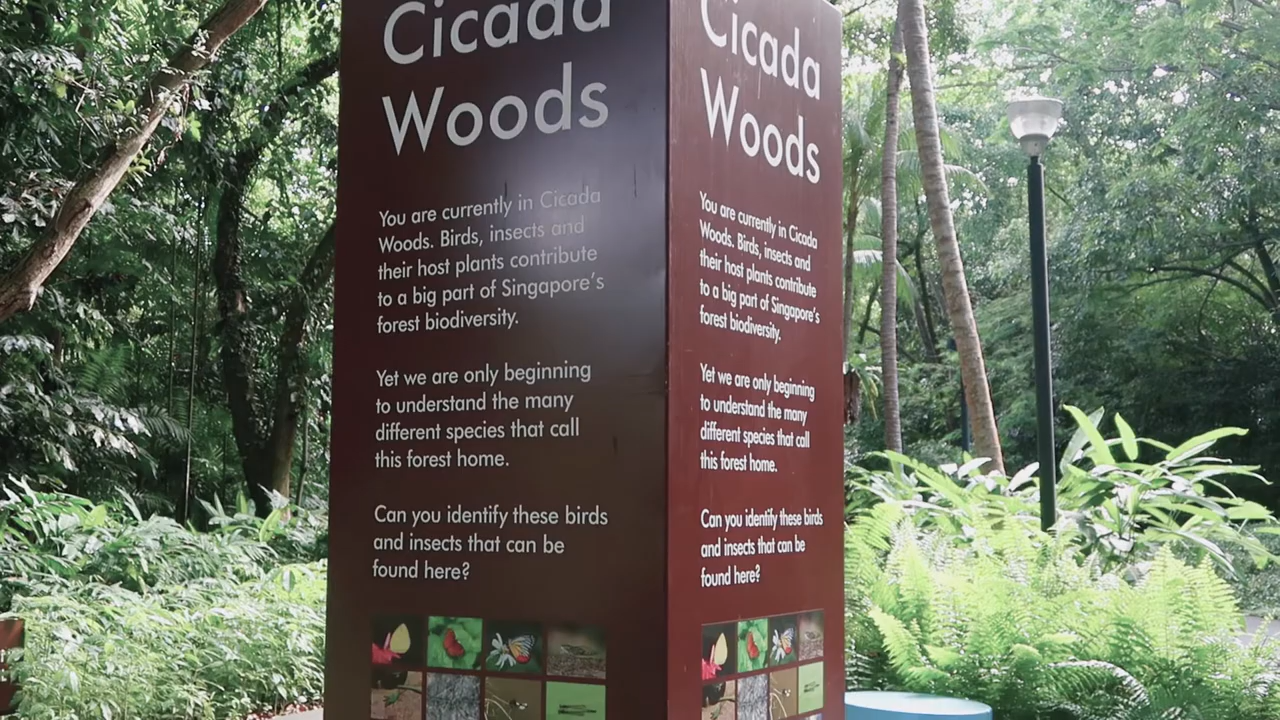 Cicada
Woods
You are currently in Cicada
Woods. Birds, insects and
their host plants contribute
to a big part of Singapore's
forest biodiversity.
Yet we are only beginning
to understand the many
different species that call
this forest home.
Can you identify these birds
and insects that can be
found here?
Cicada
Woods
You are currently in Cicada
Woods. Birds, insects and
their host plants contribute
to a big part of Singapore's
forest biodiversity.
Yet we are only beginning
to understand the many
different species that call
this forest home.
Can you identify these birds
and insects that can be
found here?